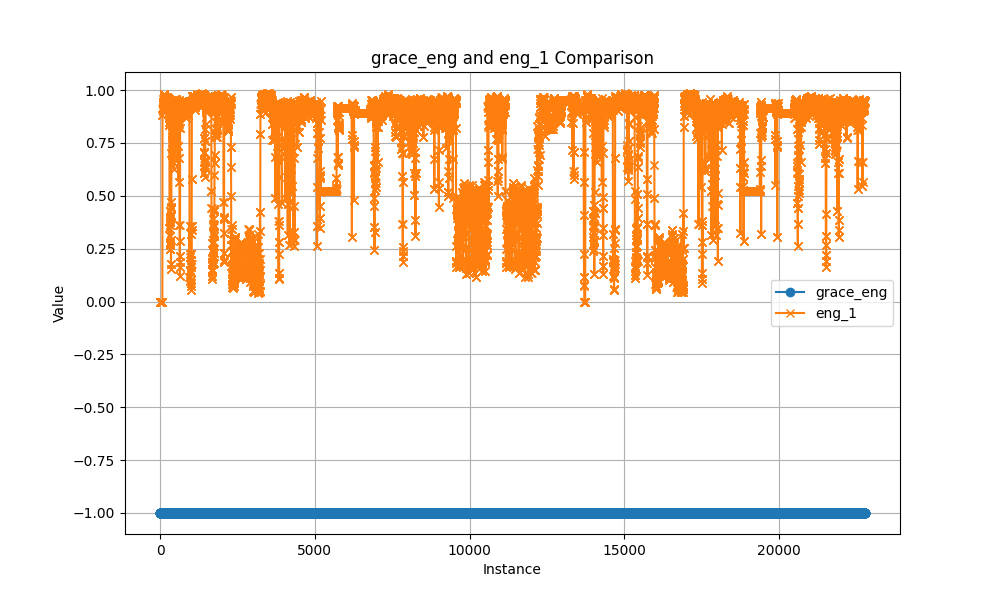 grace_eng and eng_1 Comparison
1.00
0.75
0.50
0.25
0.00
−0.25
−0.50
−0.75
−1.00
Value
grace_eng
eng_1
0 5000 10000 15000 20000
Instance